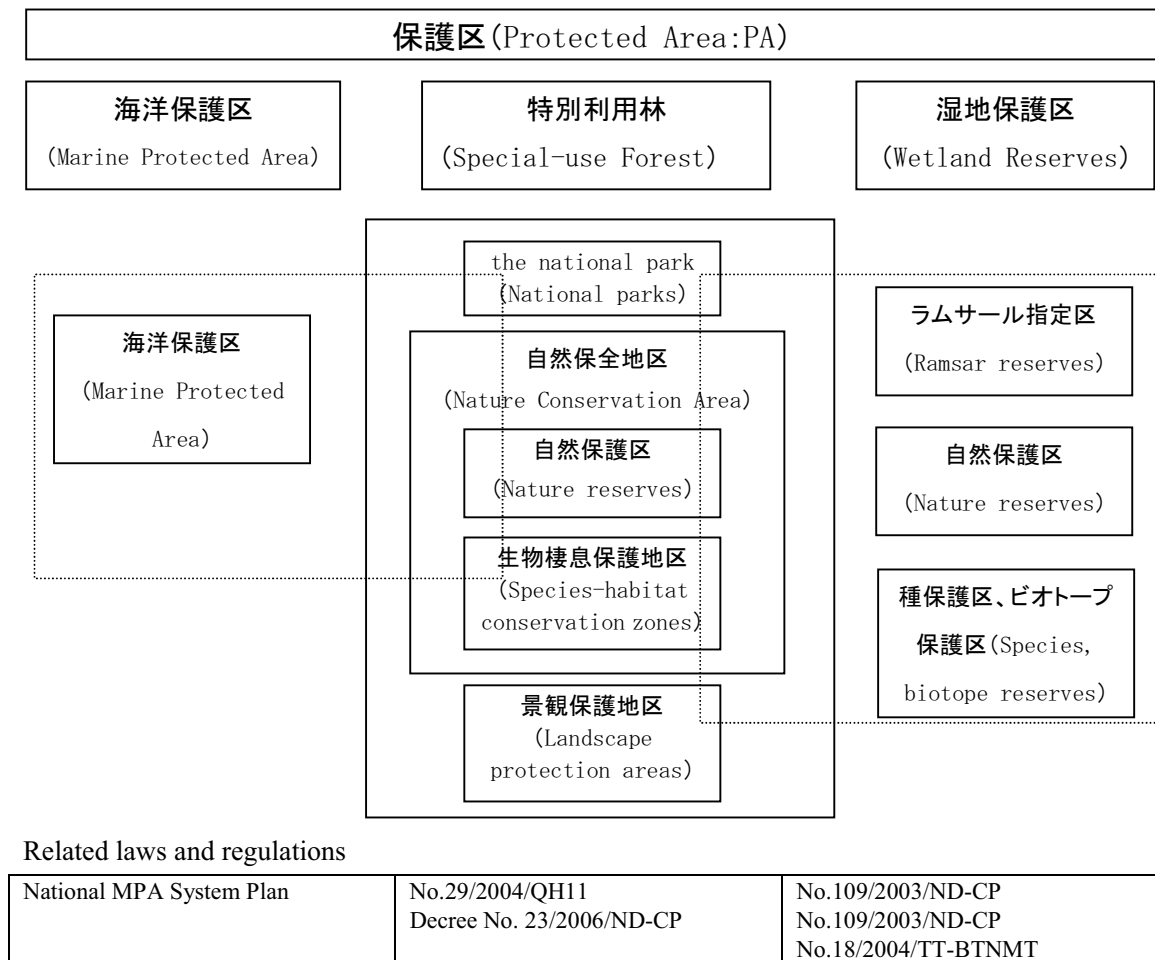 保護区(Protected Area:PA)
海洋保護区
(Marine Protected Area)
特別利用林
(Special-use Forest)
湿地保護区
(Wetland Reserves)
海洋保護区
(Marine Protected
Area)
the national park
(National parks)
自然保全地区
(Nature Conservation Area)
自然保護区
(Nature reserves)
生物棲息保護地区
(Species-habitat
conservation zones)
景観保護地区
(Landscape
protection areas)
ラムサール指定区
(Ramsar reserves)
自然保護区
(Nature reserves)
種保護区、ビオトープ
保護区(Species,
biotope reserves)
Related laws and regulations
National MPA System Plan
No.29/2004/QH11
Decree No. 23/2006/ND-CP
No.109/2003/ND-CP
No.109/2003/ND-CP
No.18/2004/TT-BTNMT